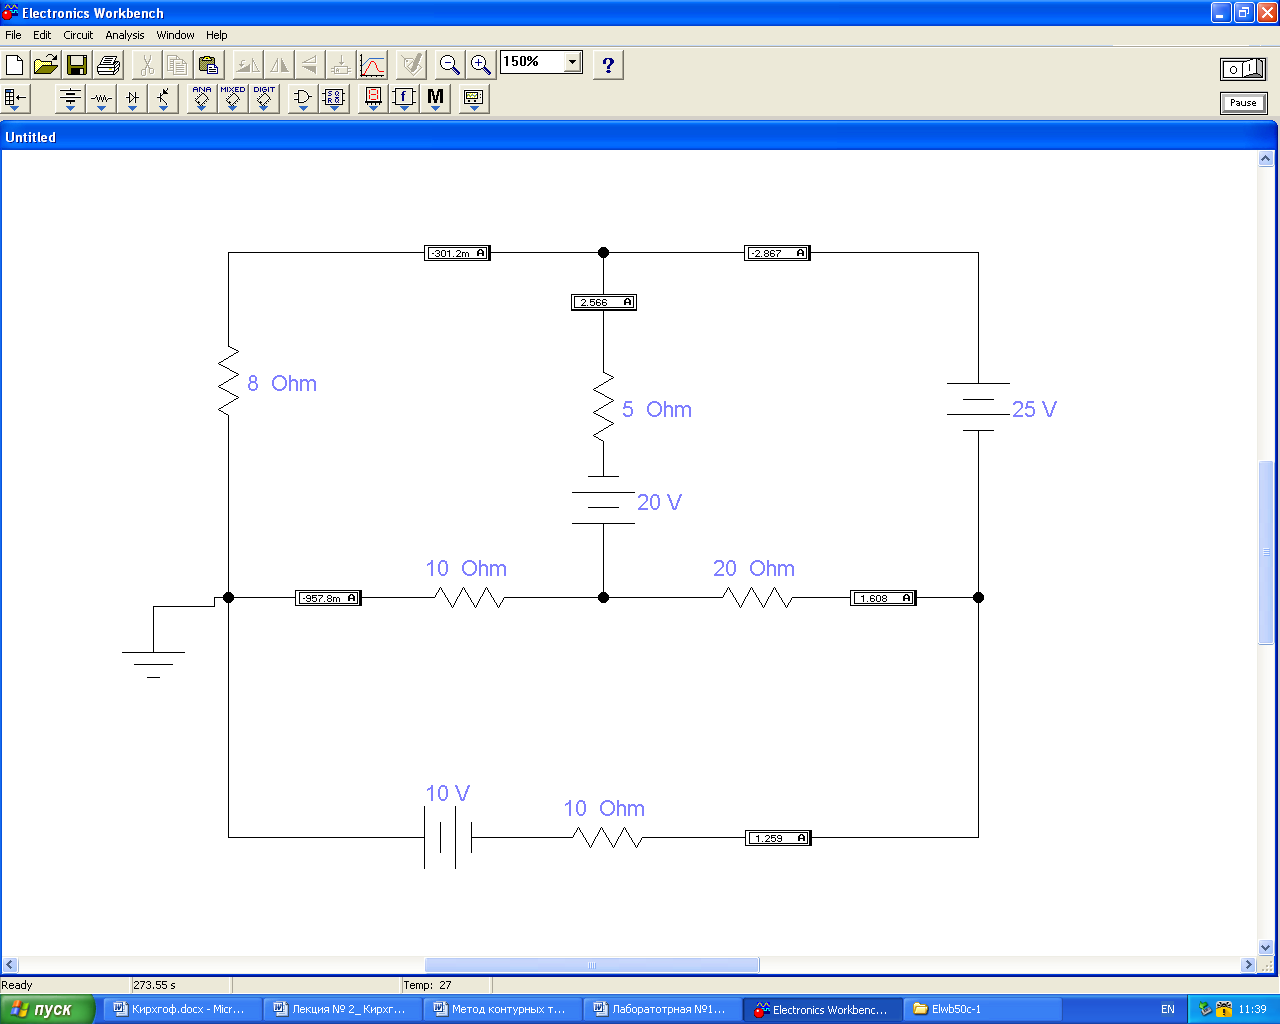 Electronics Workbench
File Edit Circuit Analysis Window Help
150%
?
O I
ANA MIXED DIGIT
f M
Pause
Untitled
-301.2m A
-2.867 A
2.566 A
8 Ohm
5 Ohm
25 V
20 V
10 Ohm
20 Ohm
-957.8m A
1.608 A
10 V
10 Ohm
1.259 A
Ready
273.55 s
Temp: 27
пуск
Кирхгоф.docx - Micr...
Лекция № 2_ Кирхг...
Метод контурных т...
Лаборатотрная №1...
Electronics Workbenc...
Elwb50c-1
EN
11:39